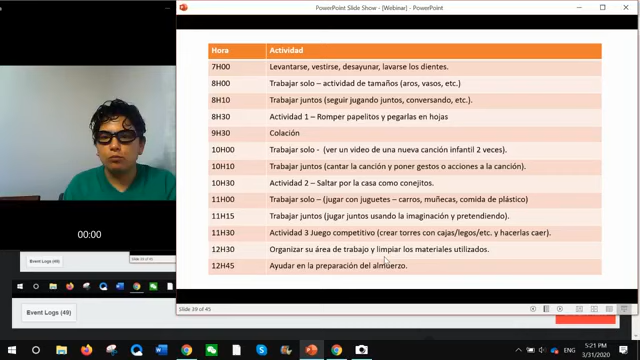 PowerPoint Slide Show - [Webinar] - PowerPoint
Hora Actividad
7H00 Levantarse, vestirse, desayunar, lavarse los dientes.
8H00 Trabajar solo – actividad de tamaños (aros, vasos, etc.)
8H10 Trabajar juntos (seguir jugando juntos, conversando, etc.).
8H30 Actividad 1 – Romper papelitos y pegarlas en hojas
9H30 Colación
10H00 Trabajar solo - (ver un video de una nueva canción infantil 2 veces).
10H10 Trabajar juntos (cantar la canción y poner gestos o acciones a la canción).
10H30 Actividad 2 – Saltar por la casa como conejitos.
11H00 Trabajar solo - (jugar con juguetes – carros, muñecas, comida de plástico)
11H15 Trabajar juntos (jugar juntos usando la imaginación y pretendiendo).
11H30 Actividad 3 Juego competitivo (crear torres con cajas/legos/etc. y hacerlas caer).
12H30 Organizar su área de trabajo y limpiar los materiales utilizados.
12H45 Ayudar en la preparación del almuerzo.
00:00
Event Logs (49)
Event Logs (49)
Slide 29 of 45
5:21 PM
3/31/2020